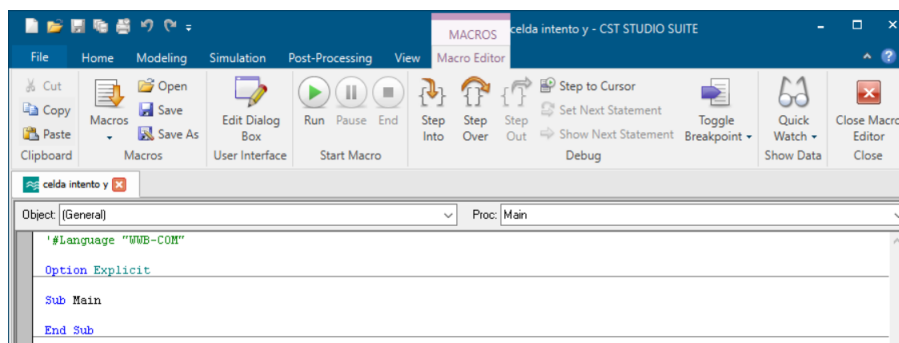 MACROS
celda intento y - CST STUDIO SUITE
File Home Modeling Simulation Post-Processing View Macro Editor
Cut
Copy
Paste
Clipboard
Macros
Open
Save
Save As
Macros
Edit Dialog
Box
User Interface
Run Pause End
Start Macro
Step
Into
Step
Over
Step
Out
Step to Cursor
Set Next Statement
Show Next Statement
Toggle
Breakpoint
Debug
Quick
Watch
Show Data
Close Macro
Editor
Close
celda intento y
Object: (General) Proc: Main
'#Language "WWB-COM"
Option Explicit
Sub Main
End Sub